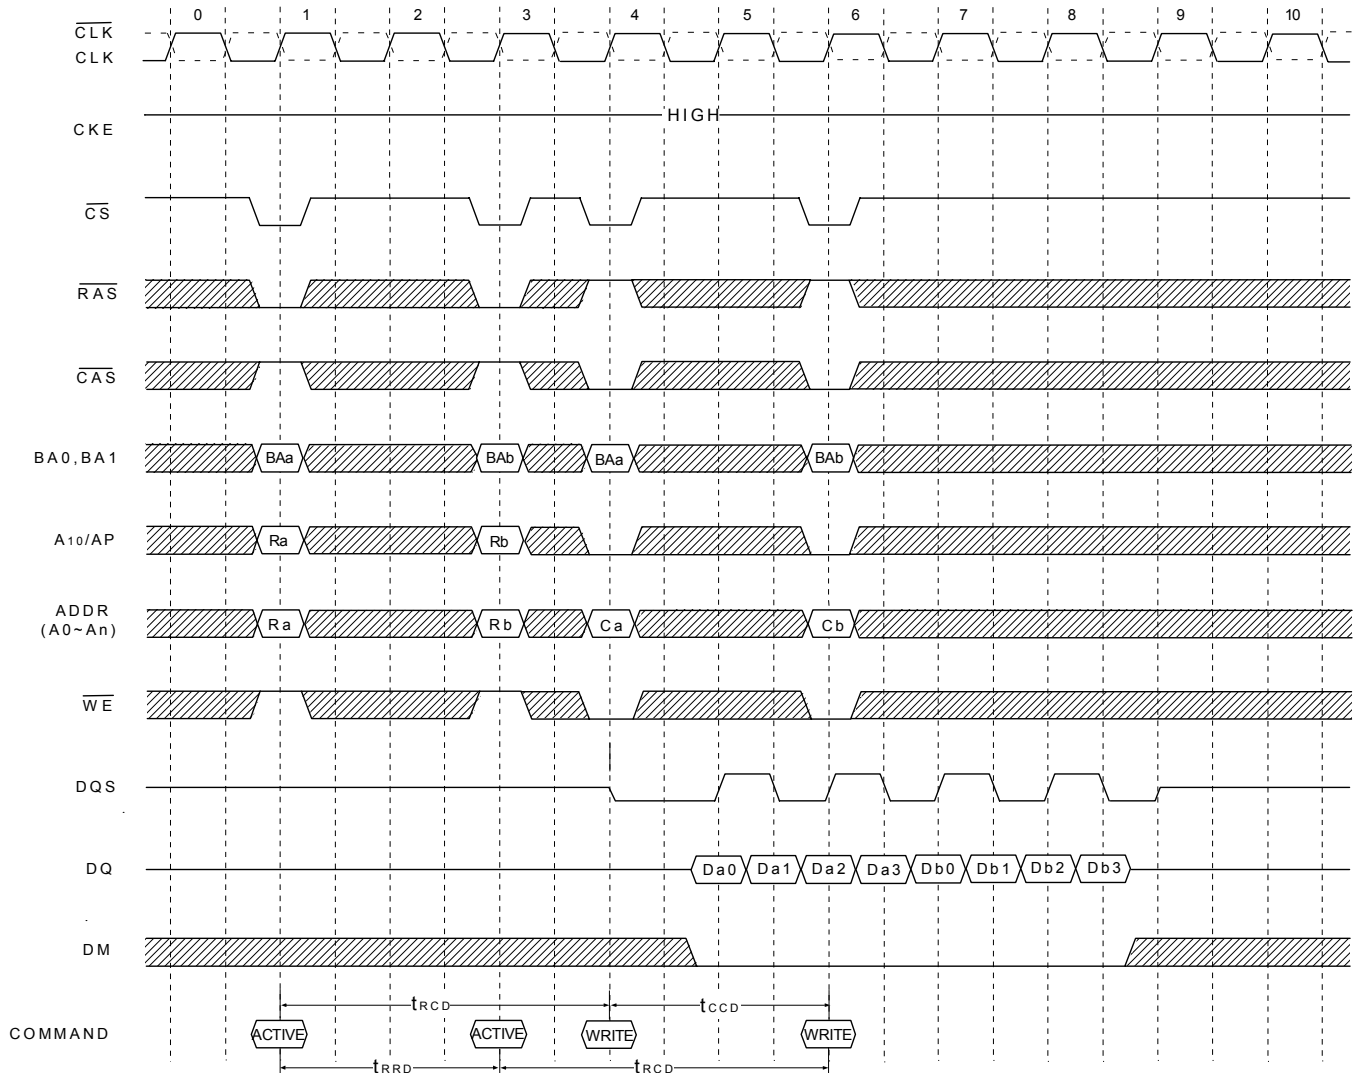 0 1 2 3 4 5 6 7 8 9 10
CLK
CLK
HIGH
CKE
CS
RAS
CAS
BA0,BA1 BAa BAb BAa BAb
A10/AP Ra Rb
ADDR
(A0~An) Ra Rb Ca Cb
WE
DQS
DQ Da0 Da1 Da2 Da3 Db0 Db1 Db2 Db3
DM
tRCD tCCD
COMMAND ACTIVE ACTIVE WRITE WRITE
tRRD tRCD